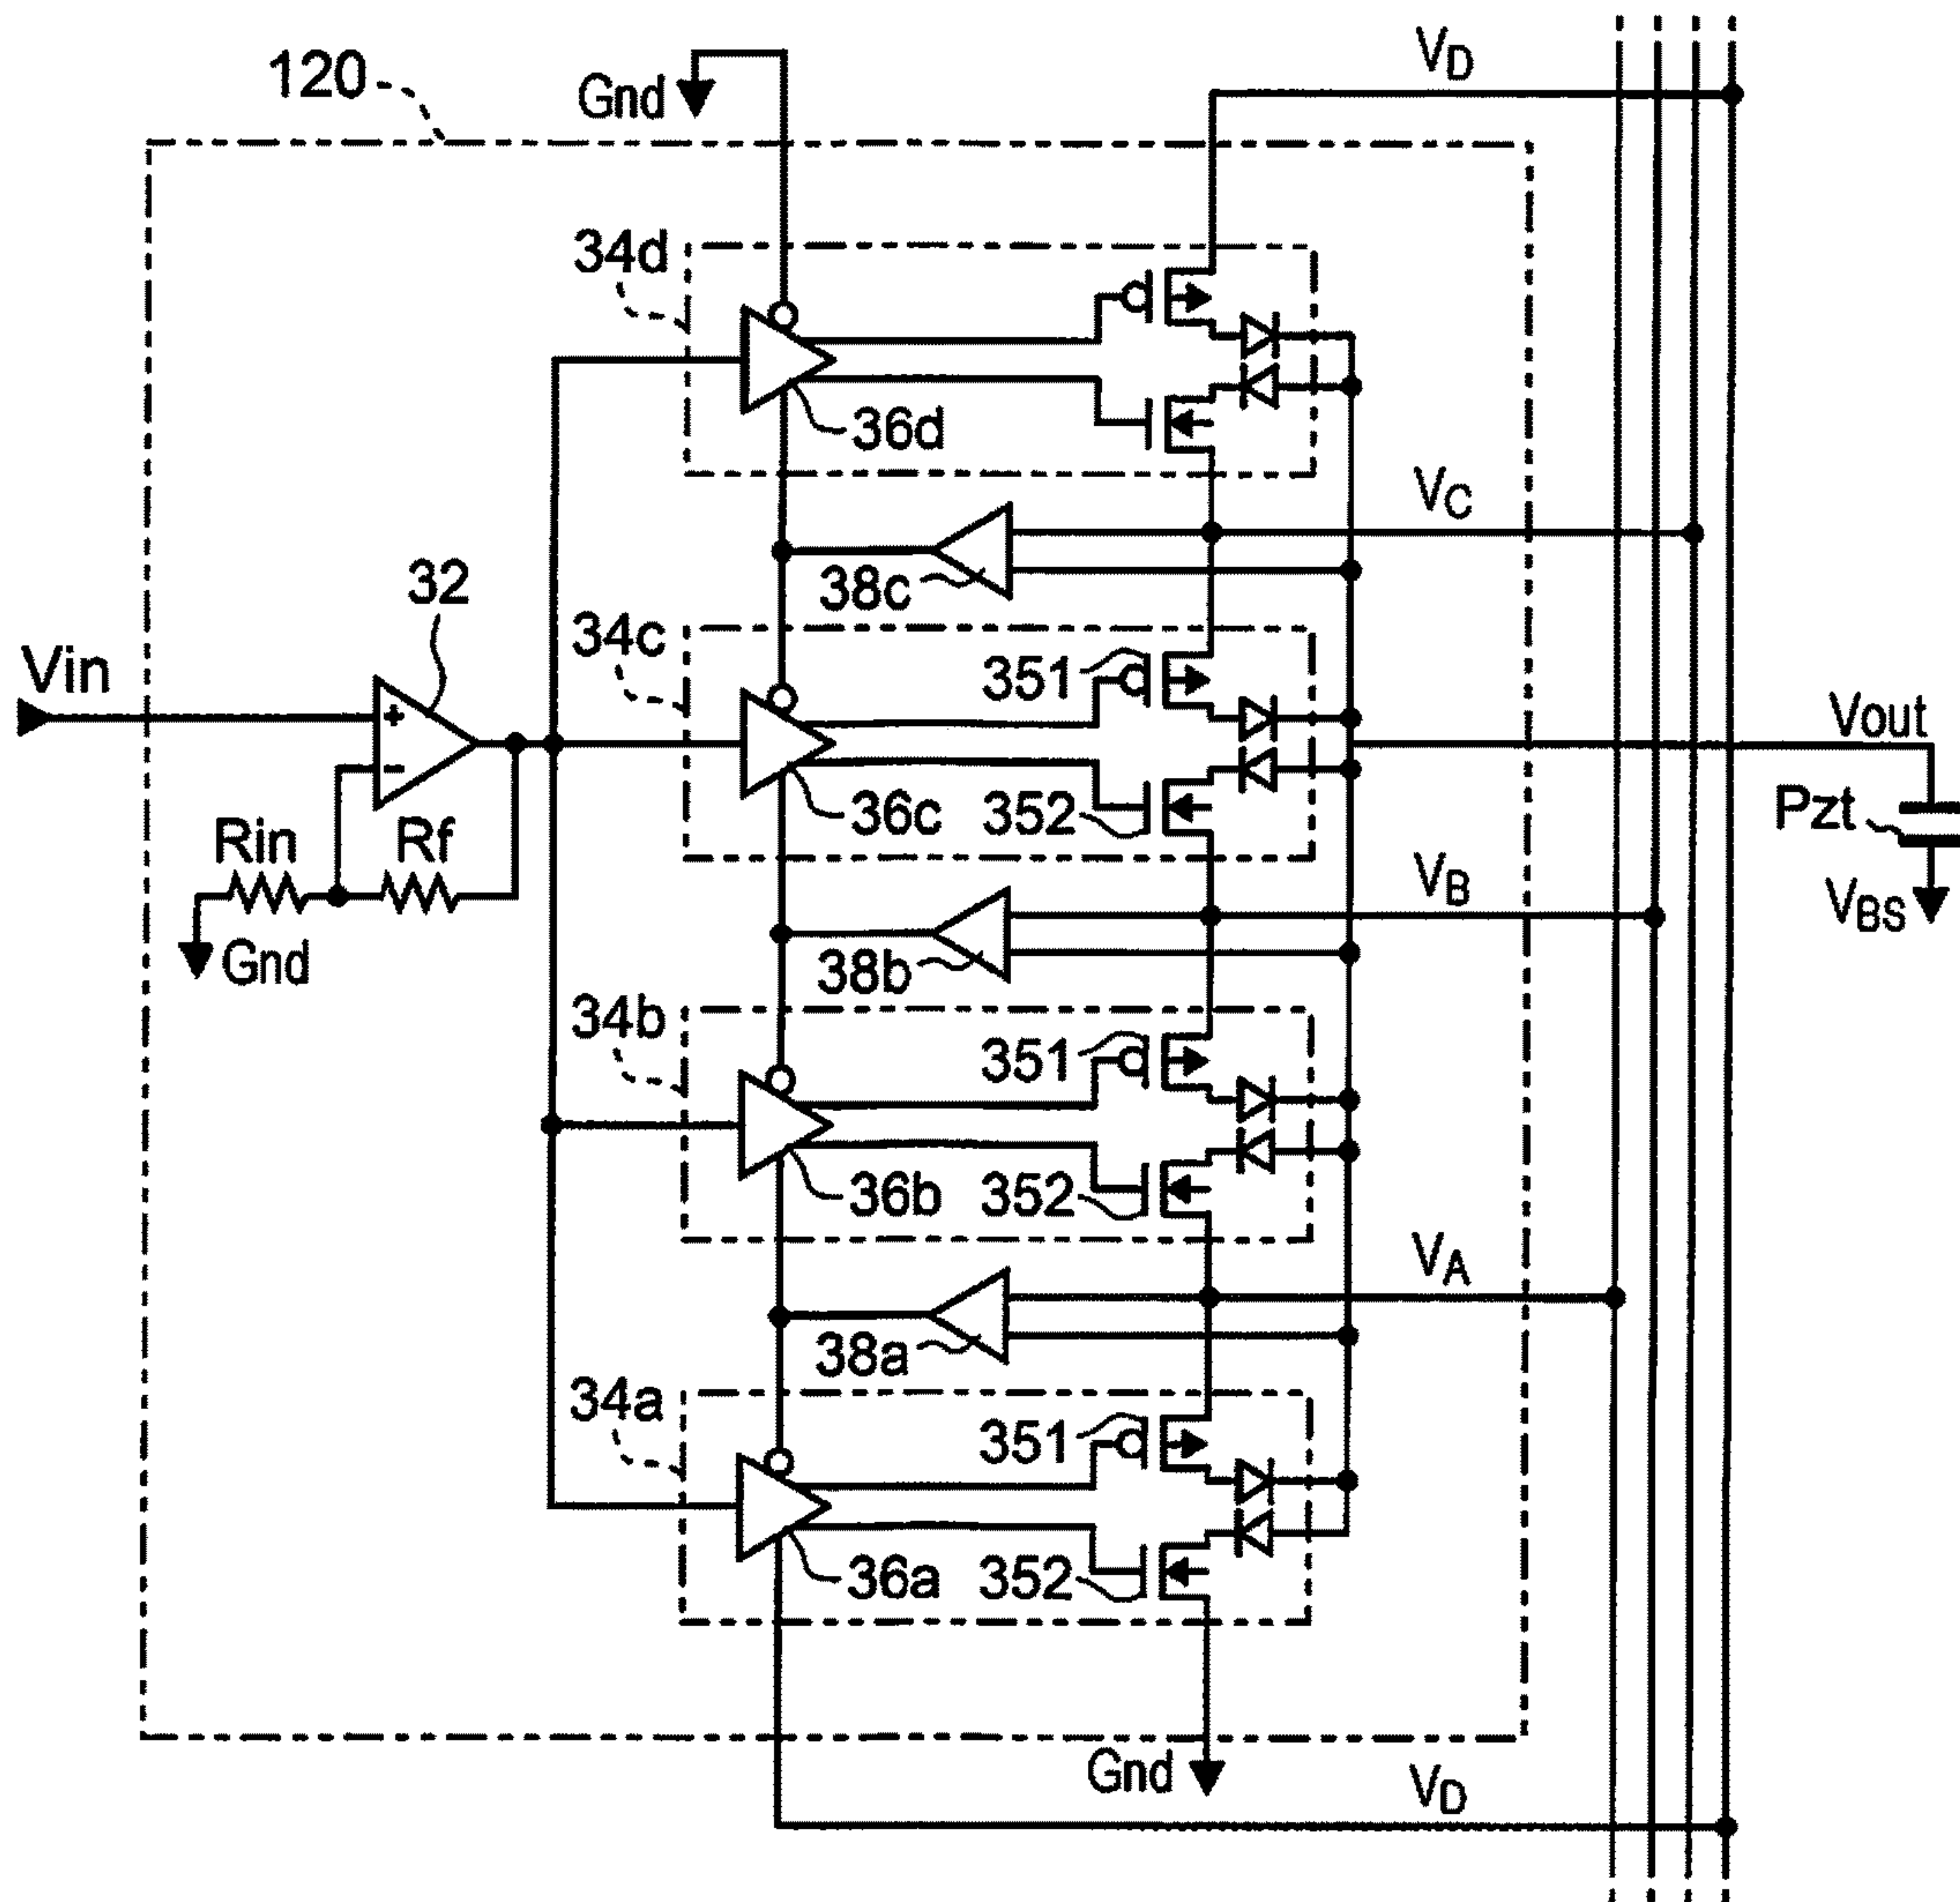 VD
120
Gnd
34d
36d
VC
38c
32
34c
351
Vin
Vout
36c
352
Pzt
Rin
Rf
VB
VBS
Gnd
38b
34b
351
36b
352
VA
38a
34a
351
36a
352
Gnd
VD